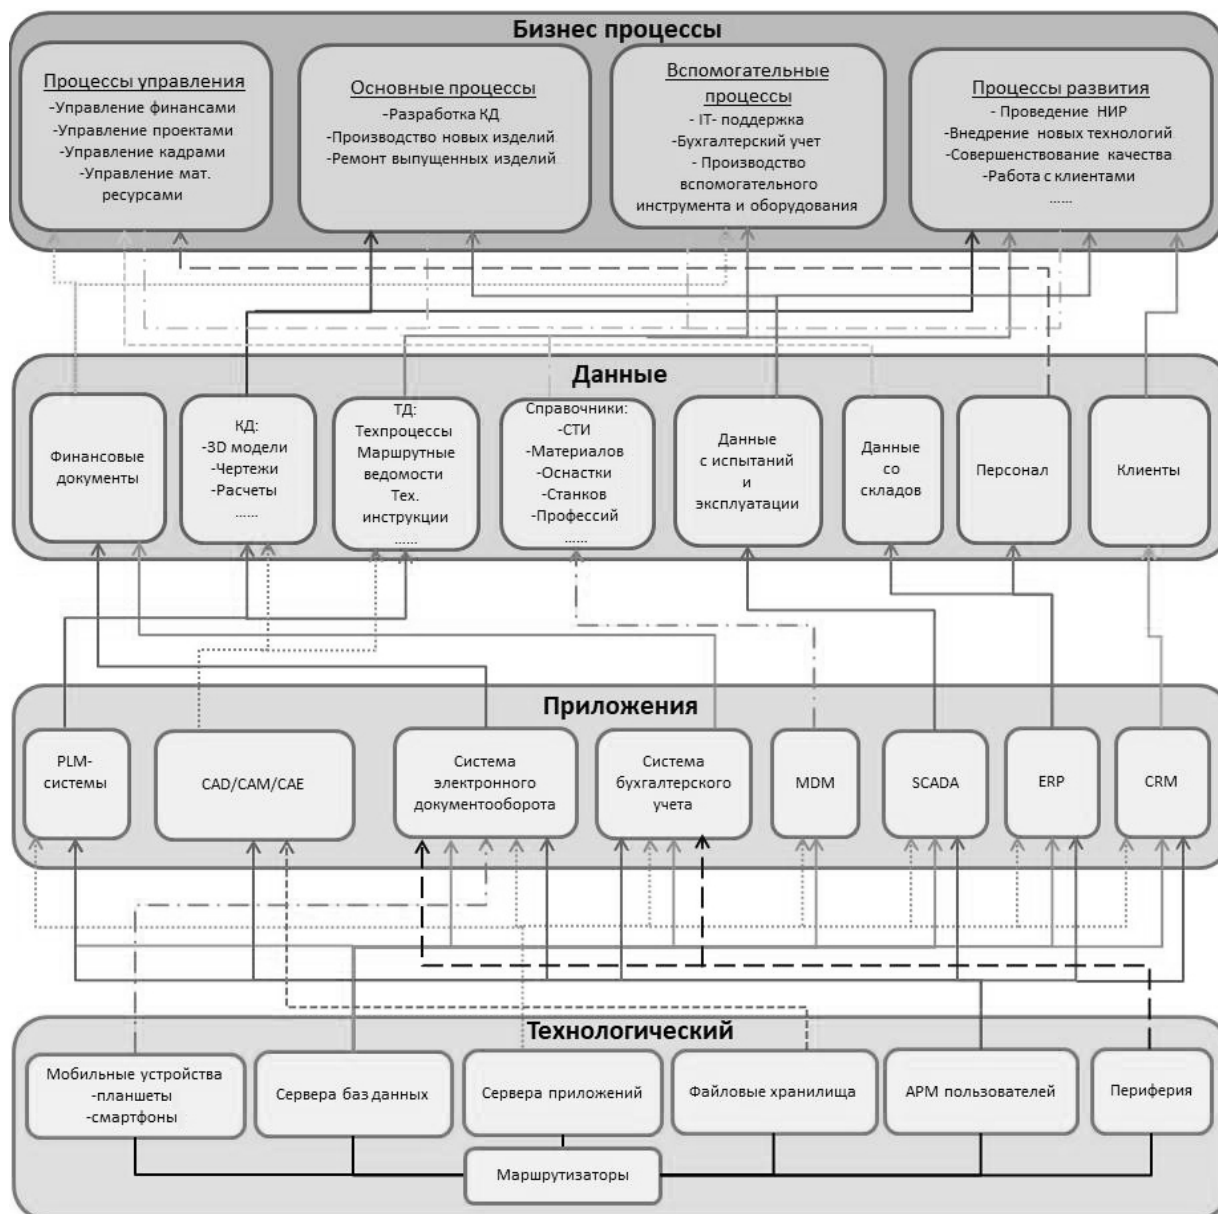 Бизнес процессы
Процессы управления
-Управление финансами
-Управление проектами
-Управление кадрами
-Управление мат.
ресурсами
Основные процессы
-Разработка КД
-Производство новых изделий
-Ремонт выпущенных изделий
Вспомогательные
процессы
- IT- поддержка
-Бухгалтерский учет
- Производство
вспомогательного
инструмента и оборудования
Процессы развития
- Проведение НИР
-Внедрение новых технологий
-Совершенствование качества
-Работа с клиентами
......
Данные
Финансовые
документы
КД:
-3D модели
-Чертежи
-Расчеты
......
ТД:
Техпроцессы
Маршрутные
ведомости
Тех.
инструкции
......
Справочники:
-СТИ
-Материалов
-Оснастки
-Станков
-Профессий
......
Данные
с испытаний
и
эксплуатации
Данные
со
складов
Персонал
Клиенты
Приложения
PLM-
системы
CAD/CAM/CAE
Система
электронного
документооборота
Система
бухгалтерского
учета
MDM
SCADA
ERP
CRM
Технологический
Мобильные устройства
-планшеты
-смартфоны
Сервера баз данных
Сервера приложений
Файловые хранилища
АРМ пользователей
Периферия
Маршрутизаторы